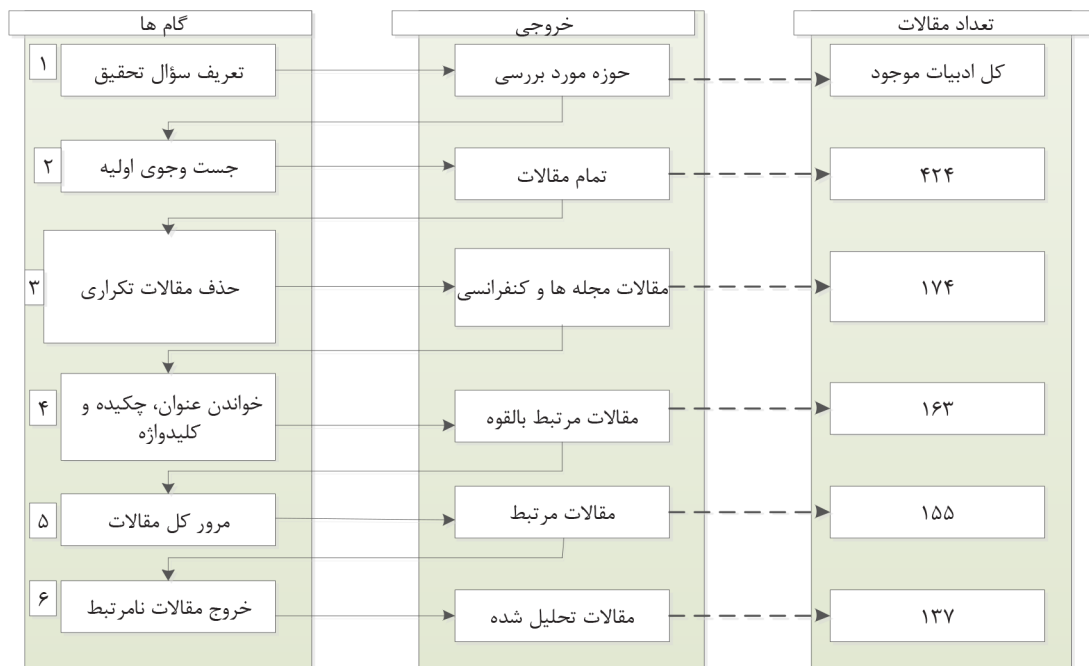 گام ها
خروجی
تعداد مقالات
۱
تعریف سؤال تحقیق
حوزه مورد بررسی
کل ادبیات موجود
۲
جست وجوی اولیه
تمام مقالات
۴۲۴
۳
حذف مقالات تکراری
مقالات مجله ها و کنفرانسی
۱۷۴
۴
خواندن عنوان، چکیده و
کلیدواژه
مقالات مرتبط بالقوه
۱۶۳
۵
مرور کل مقالات
مقالات مرتبط
۱۵۵
۶
خروج مقالات نامرتبط
مقالات تحلیل شده
۱۳۷